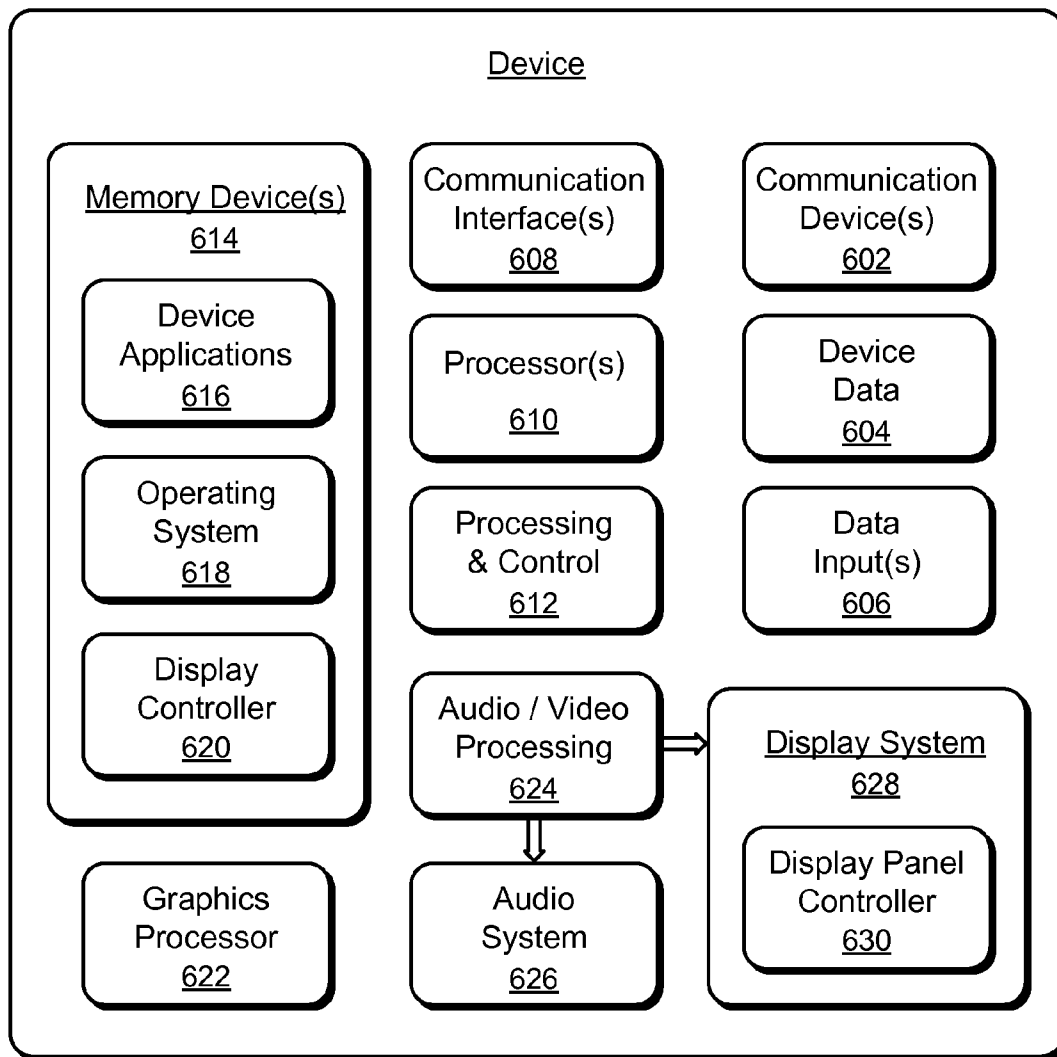 Device
Memory Device(s)
614
Device
Applications
616
Operating
System
618
Display
Controller
620
Communication
Interface(s)
608
Communication
Device(s)
602
Processor(s)
610
Device
Data
604
Processing
& Control
612
Data
Input(s)
606
Audio / Video
Processing
624
Display System
628
Display Panel
Controller
630
Graphics
Processor
622
Audio
System
626